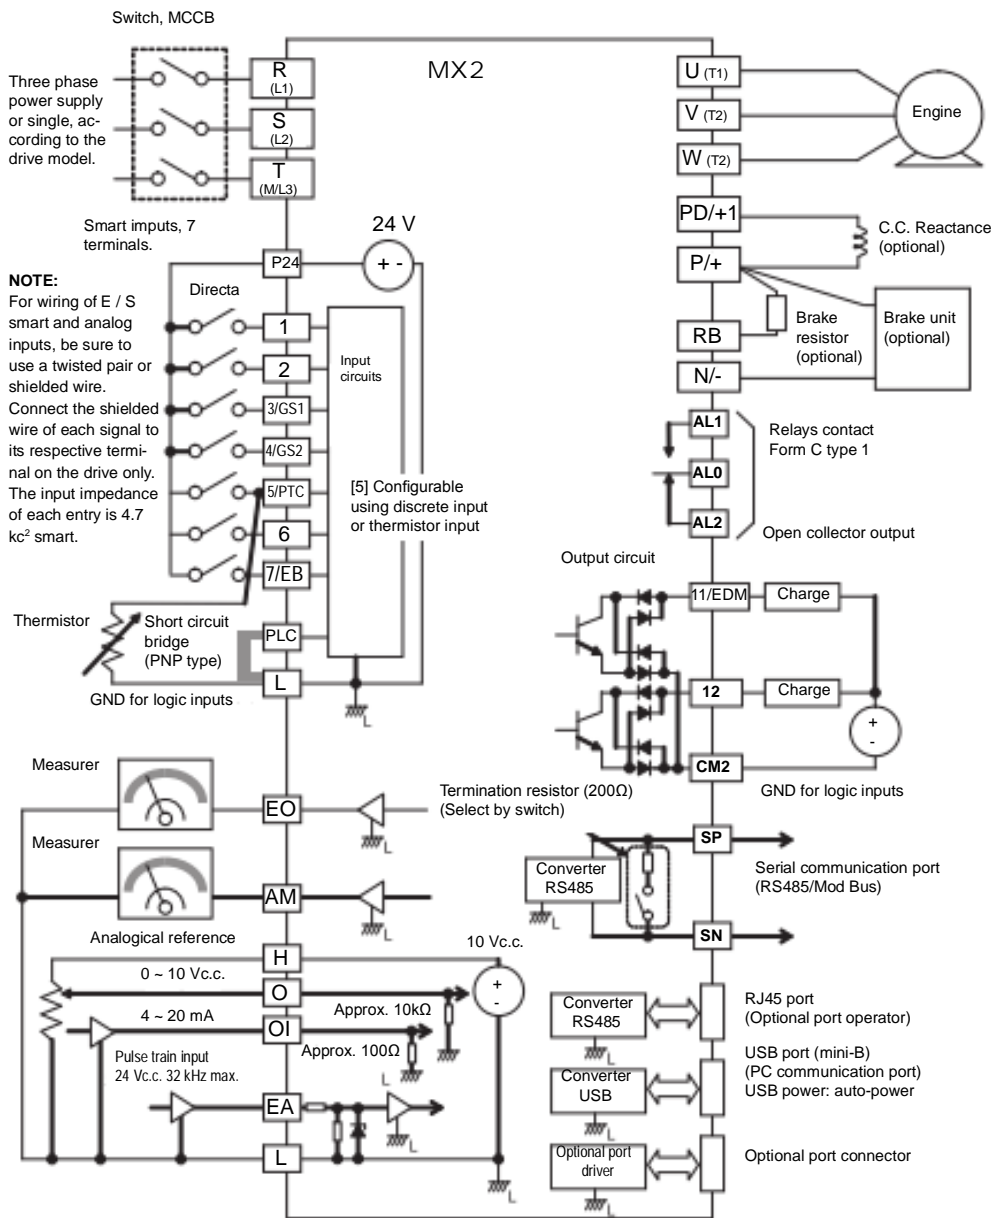 Switch, MCCB
Three phase
power supply
or single, ac-
cording to the
drive model.
R
(L1)
S
(L2)
T
(M/L3)
MX2
U (T1)
V (T2)
W (T2)
Engine
PD/+1
P/+
RB
N/-
C.C. Reactance
(optional)
Brake
resistor
(optional)
Brake unit
(optional)
Smart imputs, 7
terminals.
24 V
P24
+ -
NOTE:
For wiring of E / S
smart and analog
inputs, be sure to
use a twisted pair or
shielded wire.
Connect the shielded
wire of each signal to
its respective termi-
nal on the drive only.
The input impedance
of each entry is 4.7
kc² smart.
Directa
1
2
3/GS1
4/GS2
5/PTC
6
7/EB
PLC
L
Input
circuits
[5] Configurable
using discrete input
or thermistor input
Thermistor
Short circuit
bridge
(PNP type)
GND for logic inputs
L
AL1
AL0
AL2
Relays contact
Form C type 1
Open collector output
Output circuit
11/EDM
Charge
12
Charge
+
-
CM2
GND for logic inputs
Measurer
EO
L
Measurer
AM
L
Termination resistor (200Ω)
(Select by switch)
SP
Converter
RS485
L
SN
Serial communication port
(RS485/Mod Bus)
Analogical reference
H
10 Vc.c.
+
-
0 ~ 10 Vc.c.
O
Approx. 10kΩ
L
4 ~ 20 mA
OI
Approx. 100Ω
L
Pulse train input
24 Vc.c. 32 kHz max.
EA
L
L
L
Converter
RS485
L
RJ45 port
(Optional port operator)
Converter
USB
L
USB port (mini-B)
(PC communication port)
USB power: auto-power
Optional port
driver
L
Optional port connector